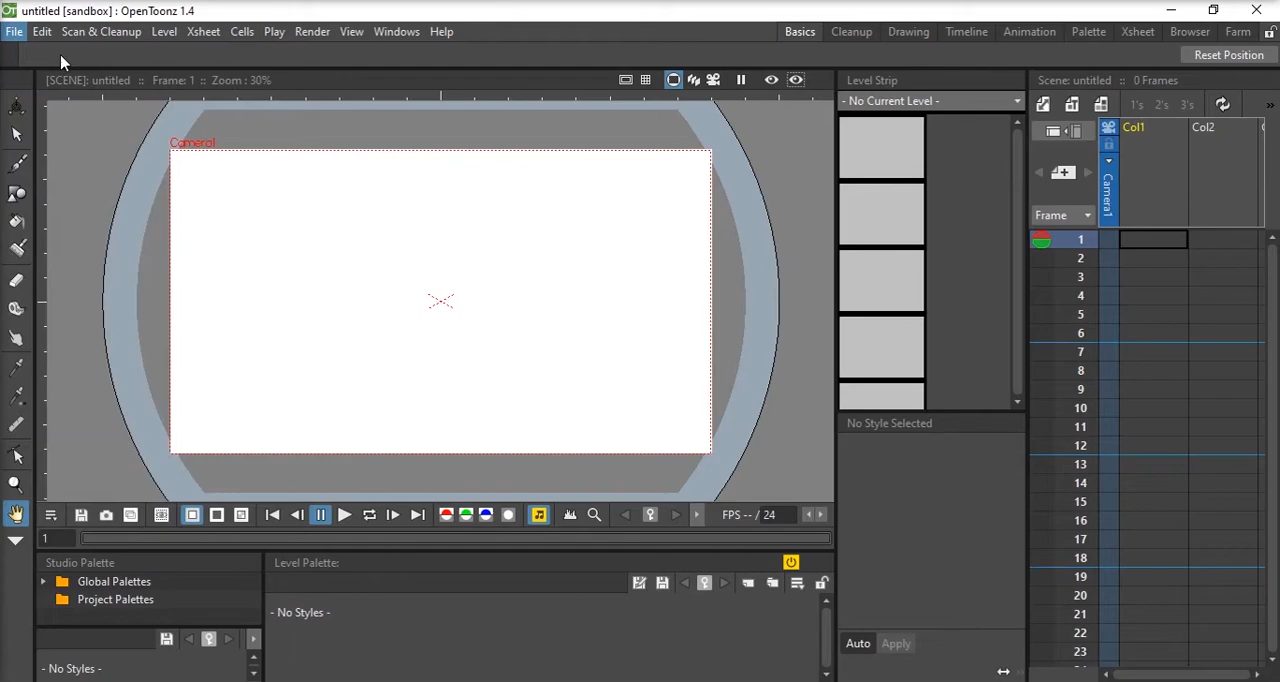 untitled [sandbox] : OpenToonz 1.4
File Edit Scan & Cleanup Level Xsheet Cells Play Render View Windows Help
Basics Cleanup Drawing Timeline Animation Palette Xsheet Browser Farm
Reset Position
[SCENE]: untitled :: Frame: 1 :: Zoom : 30%
Level Strip
Scene: untitled :: 0 Frames
- No Current Level -
1's 2's 3's »
Col1 Col2
Camera1
Camera1
Frame
1
2
3
4
5
6
7
8
9
10
11
12
13
14
15
16
17
18
19
20
21
22
23
No Style Selected
FPS -- / 24
1
Studio Palette
Global Palettes
Project Palettes
- No Styles -
Level Palette:
- No Styles -
Auto Apply